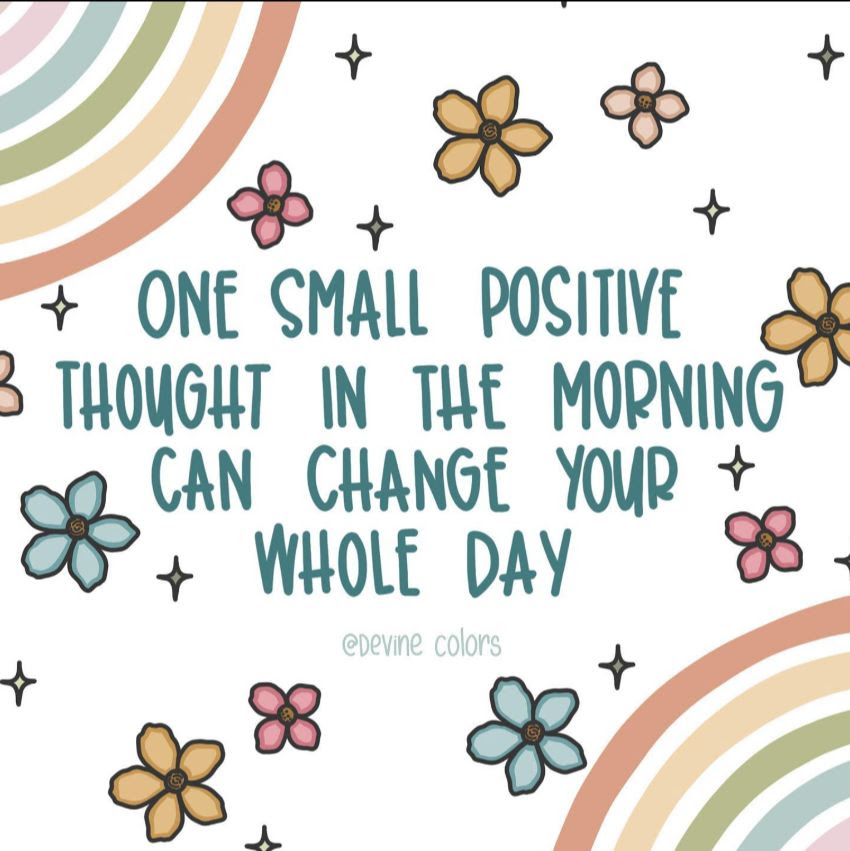 ONE SMALL POSITIVE
THOUGHT IN THE MORNING
CAN CHANGE YOUR
WHOLE DAY
@Devine colors